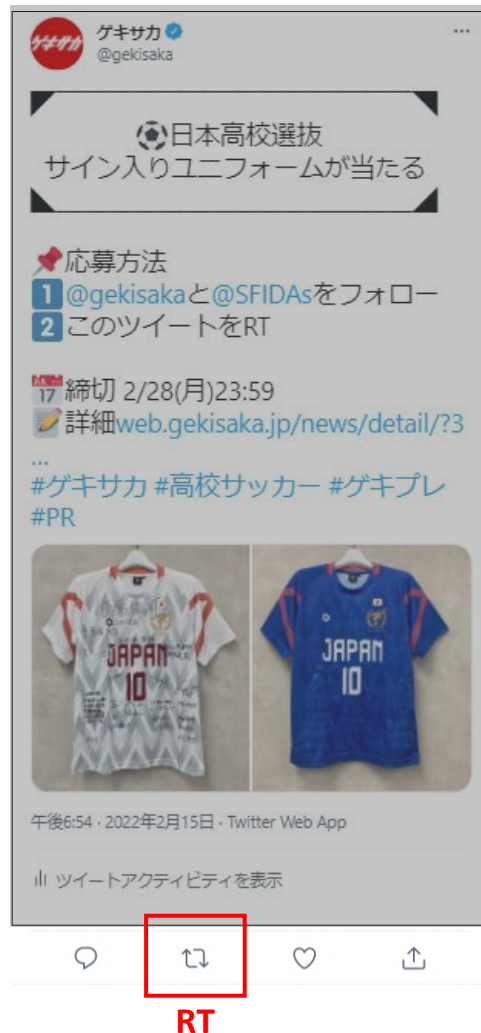 ゲキサカ
ゲキサカ
@gekisaka
⚽日本高校選抜
サイン入りユニフォームが当たる
📌応募方法
1 @gekisakaと@SFIDAsをフォロー
2 このツイートをRT
17 締切 2/28(月)23:59
📝詳細web.gekisaka.jp/news/detail/?3
...
#ゲキサカ #高校サッカー #ゲキプレ
#PR
JAPAN
10
JAPAN
10
午後6:54 · 2022年2月15日 · Twitter Web App
ツイートアクティビティを表示
RT